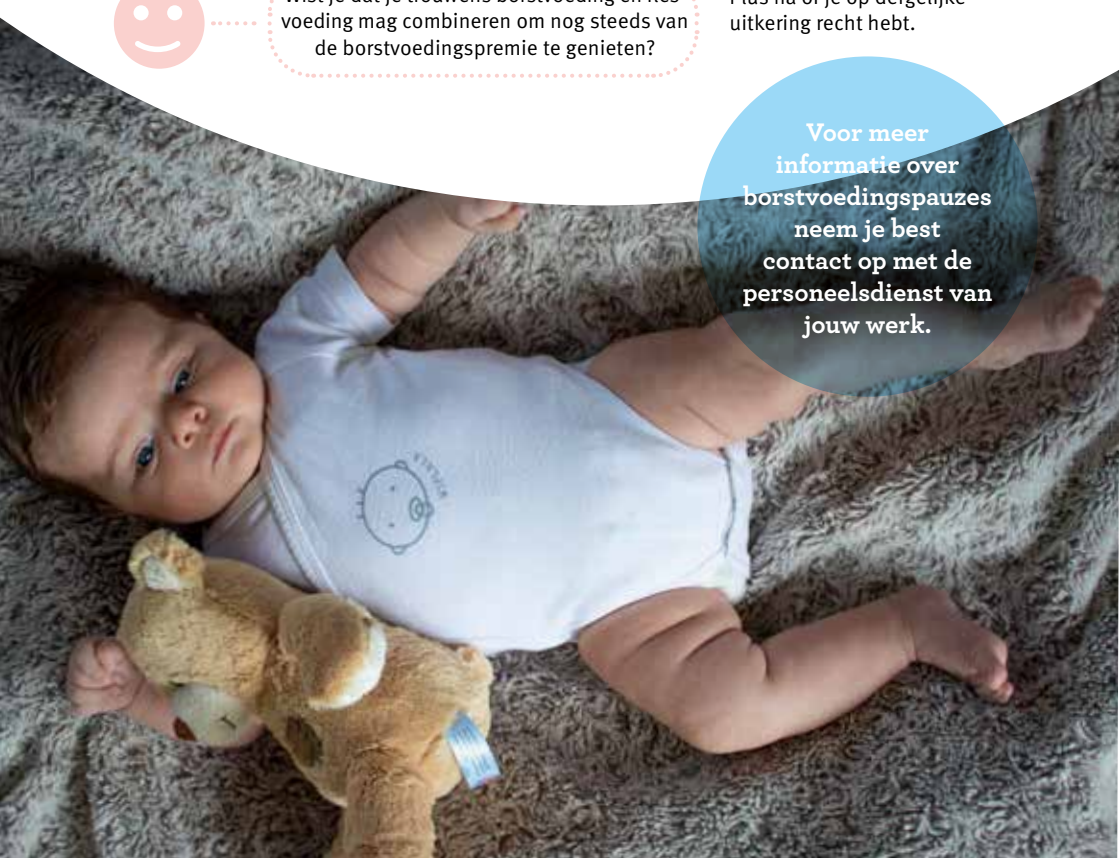 voeding mag combineren om nog steeds van
de borstvoedingspremie te genieten?
uitkering recht hebt.
Voor meer
informatie over
borstvoedingspauzes
neem je best
contact op met de
personeelsdienst van
jouw werk.